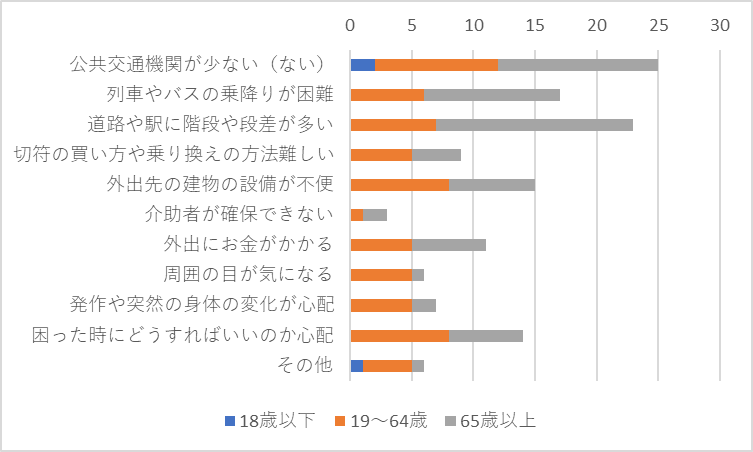 0 5 10 15 20 25 30
公共交通機関が少ない（ない）
列車やバスの乗降りが困難
道路や駅に階段や段差が多い
切符の買い方や乗り換えの方法難しい
外出先の建物の設備が不便
介助者が確保できない
外出にお金がかかる
周囲の目が気になる
発作や突然の身体の変化が心配
困った時にどうすればいいのか心配
その他
18歳以下 19～64歳 65歳以上